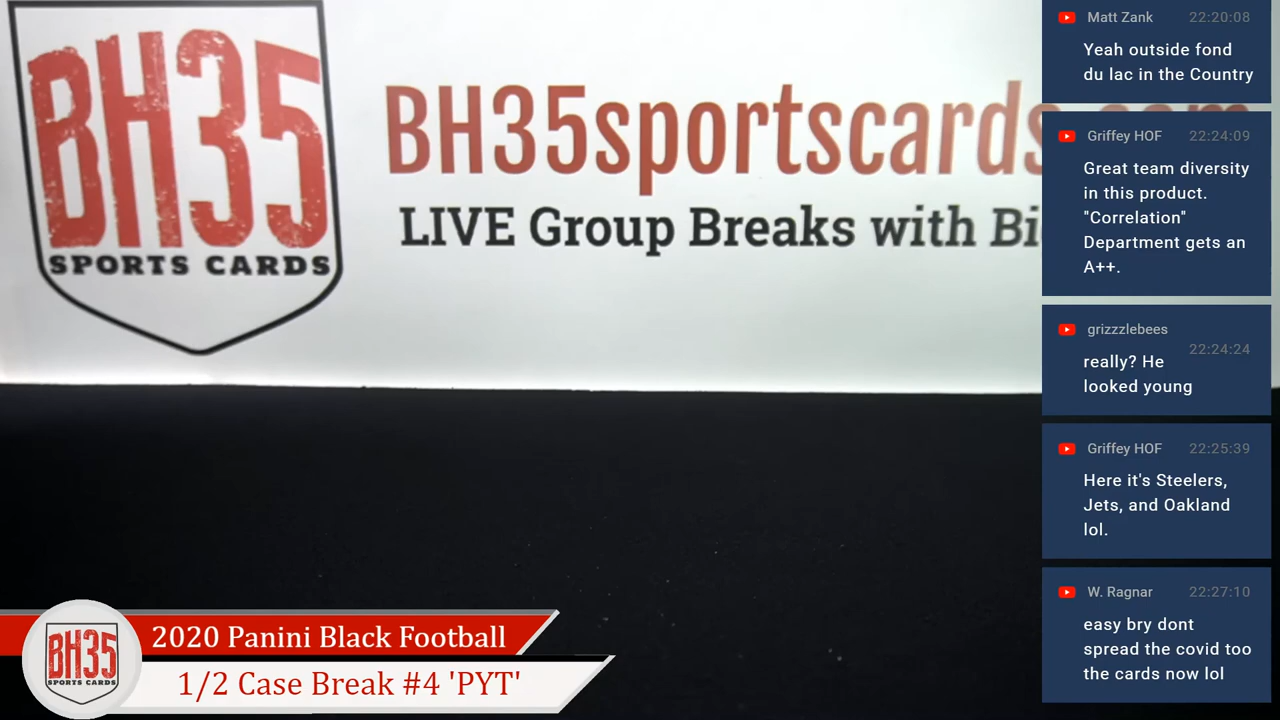 BH35
SPORTS CARDS
BH35sportscards.com
LIVE Group Breaks with Bi
Matt Zank 22:20:08
Yeah outside fond
du lac in the Country
Griffey HOF 22:24:09
Great team diversity
in this product.
"Correlation"
Department gets an
A++.
grizzzlebees
22:24:24
really? He
looked young
Griffey HOF 22:25:39
Here it's Steelers,
Jets, and Oakland
lol.
W. Ragnar 22:27:10
easy bry dont
spread the covid too
the cards now lol
BH35
SPORTS CARDS
2020 Panini Black Football
1/2 Case Break #4 'PYT'